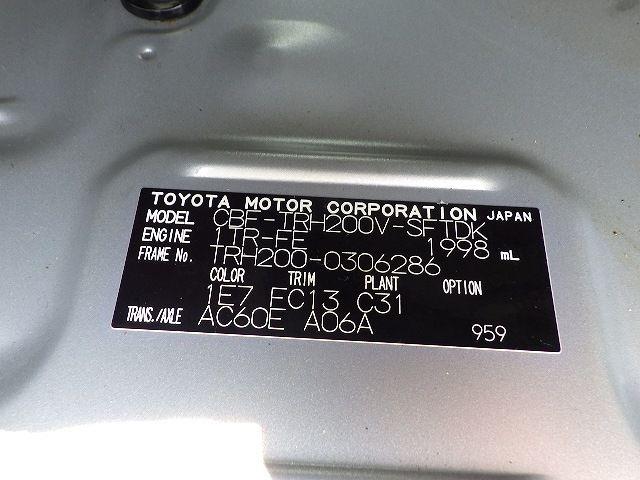 TOYOTA MOTOR CORPORATION JAPAN
MODEL CBF-TRH200V-SFTDK
ENGINE 1TR-FE 1998 mL
FRAME No. TRH200-0306286
COLOR TRIM PLANT OPTION
1E7 FC13 C31
TRANS./AXLE AC60E A06A
959